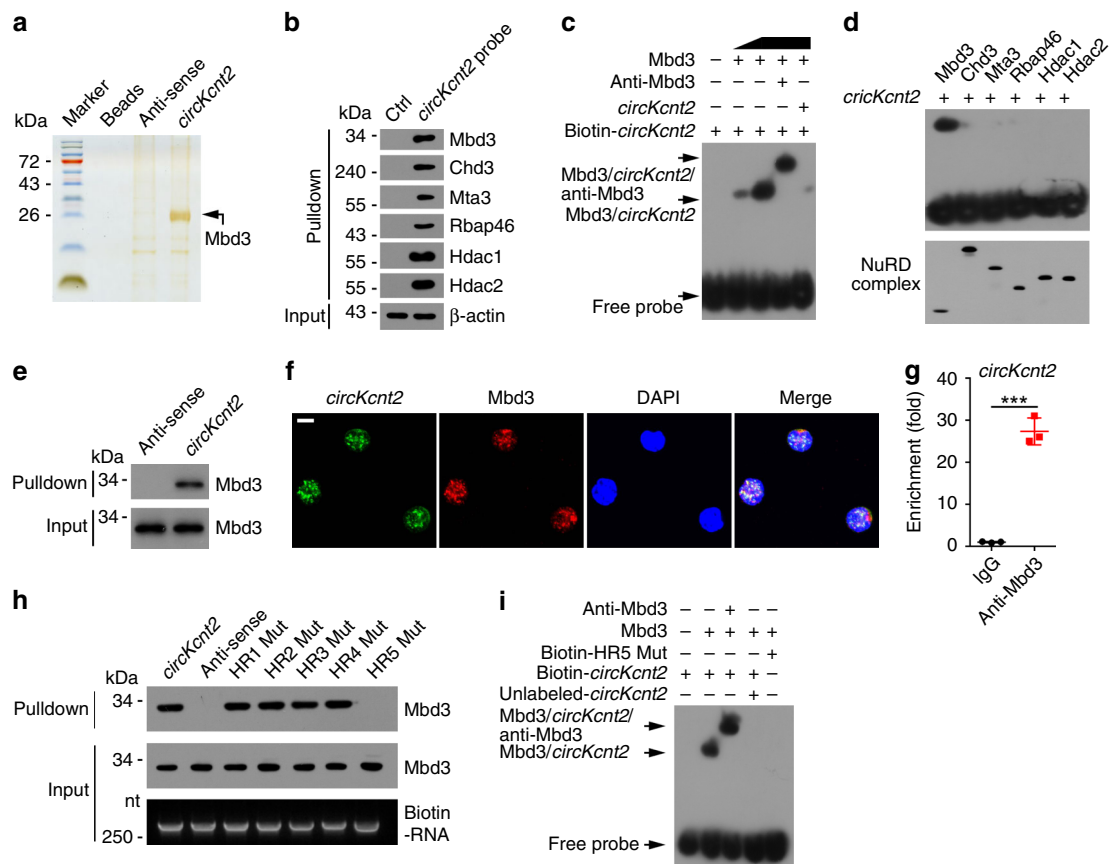 a
Marker
Beads
Anti-sense
circKcnt2
kDa
72
43
26
Mbd3
b
Ctrl
circKcnt2 probe
kDa
34
Mbd3
240
Chd3
55
Mta3
43
Rbap46
55
Hdac1
55
Hdac2
43
β-actin
Pulldown
Input
c
Mbd3 – + + + +
Anti-Mbd3 – – – + –
circKcnt2 – – – – +
Biotin-circKcnt2 + + + + +
Mbd3/circKcnt2/
anti-Mbd3
Mbd3/circKcnt2
Free probe
d
Mbd3
Chd3
Mta3
Rbap46
Hdac1
Hdac2
cricKcnt2 + + + + + +
NuRD
complex
e
Anti-sense
circKcnt2
kDa
Pulldown
34
Mbd3
Input
34
Mbd3
f
circKcnt2
Mbd3
DAPI
Merge
g
circKcnt2
***
40
30
20
10
0
Enrichment (fold)
IgG
Anti-Mbd3
h
circKcnt2
Anti-sense
HR1 Mut
HR2 Mut
HR3 Mut
HR4 Mut
HR5 Mut
kDa
Pulldown
34
Mbd3
Input
34
Mbd3
nt
250
Biotin
-RNA
i
Anti-Mbd3 – – + – –
Mbd3 – + + + +
Biotin-HR5 Mut – – – – +
Biotin-circKcnt2 + + + + –
Unlabeled-circKcnt2 – – – + –
Mbd3/circKcnt2/
anti-Mbd3
Mbd3/circKcnt2
Free probe